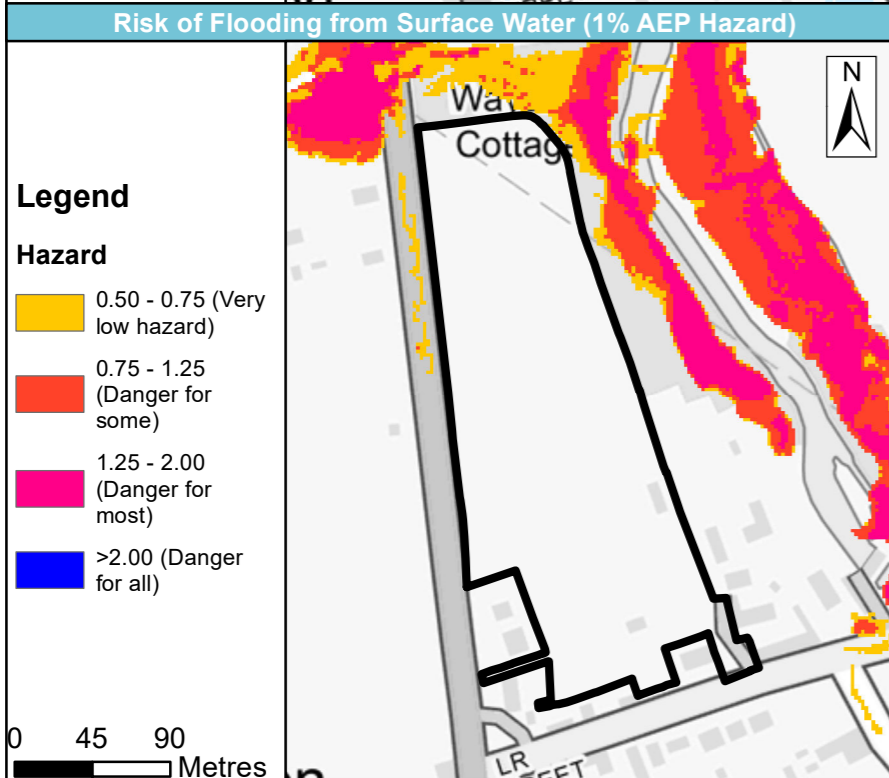 Risk of Flooding from Surface Water (1% AEP Hazard)
N
Cottag
Legend
Hazard
0.50 - 0.75 (Very
low hazard)
0.75 - 1.25
(Danger for
some)
1.25 - 2.00
(Danger for
most)
>2.00 (Danger
for all)
0 45 90
Metres
LR